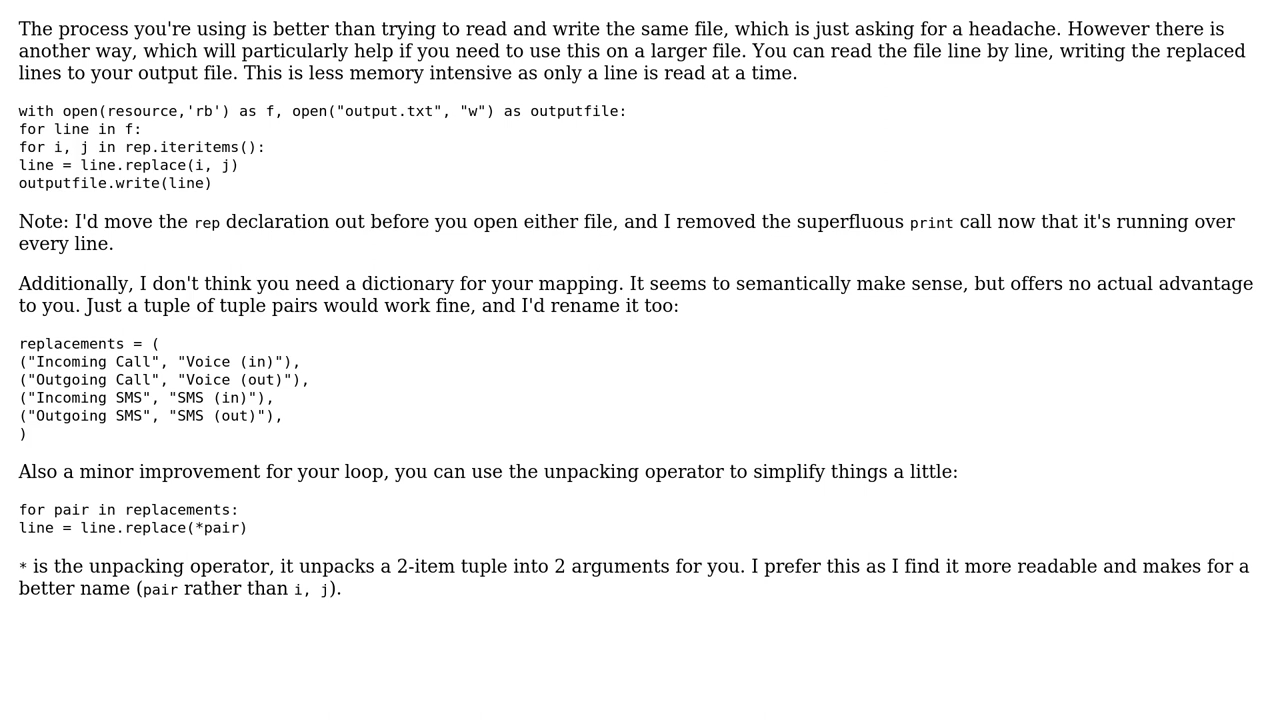 The process you're using is better than trying to read and write the same file, which is just asking for a headache. However there is
another way, which will particularly help if you need to use this on a larger file. You can read the file line by line, writing the replaced
lines to your output file. This is less memory intensive as only a line is read at a time.
with open(resource,'rb') as f, open("output.txt", "w") as outputfile:
for line in f:
for i, j in rep.iteritems():
line = line.replace(i, j)
outputfile.write(line)
Note: I'd move the rep declaration out before you open either file, and I removed the superfluous print call now that it's running over
every line.
Additionally, I don't think you need a dictionary for your mapping. It seems to semantically make sense, but offers no actual advantage
to you. Just a tuple of tuple pairs would work fine, and I'd rename it too:
replacements = (
("Incoming Call", "Voice (in)"),
("Outgoing Call", "Voice (out)"),
("Incoming SMS", "SMS (in)"),
("Outgoing SMS", "SMS (out)"),
)
Also a minor improvement for your loop, you can use the unpacking operator to simplify things a little:
for pair in replacements:
line = line.replace(*pair)
* is the unpacking operator, it unpacks a 2-item tuple into 2 arguments for you. I prefer this as I find it more readable and makes for a
better name (pair rather than i, j).